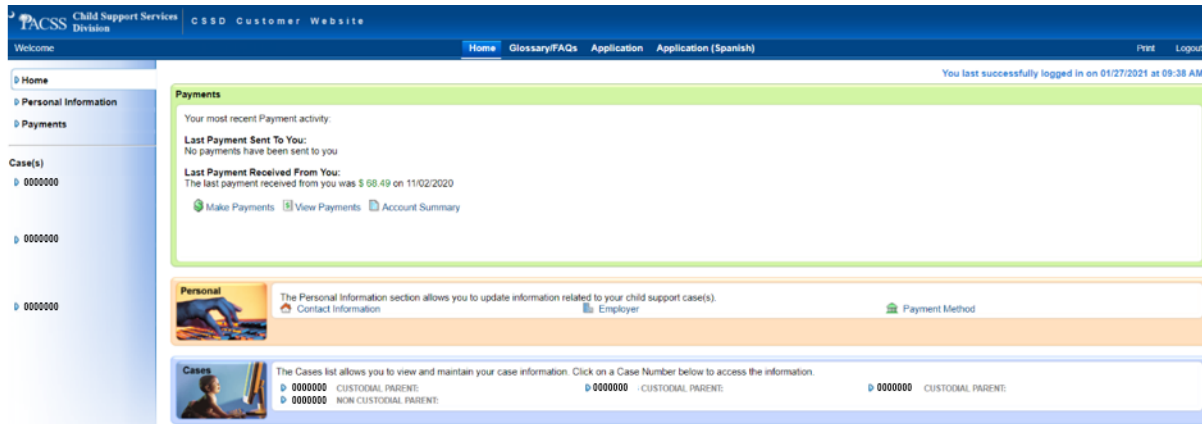 PACSS Child Support Services Division CSSD Customer Website
Welcome Home Glossary/FAQs Application Application (Spanish) Print Logout
You last successfully logged in on 01/27/2021 at 09:38 AM
Home
Personal Information
Payments
Case(s)
0000000
0000000
0000000
Payments
Your most recent Payment activity:
Last Payment Sent To You:
No payments have been sent to you
Last Payment Received From You:
The last payment received from you was $ 68.49 on 11/02/2020
Make Payments View Payments Account Summary
Personal
The Personal Information section allows you to update information related to your child support case(s).
Contact Information Employer Payment Method
Cases
The Cases list allows you to view and maintain your case information. Click on a Case Number below to access the information.
0000000 CUSTODIAL PARENT: 0000000 CUSTODIAL PARENT: 0000000 CUSTODIAL PARENT:
0000000 NON CUSTODIAL PARENT: